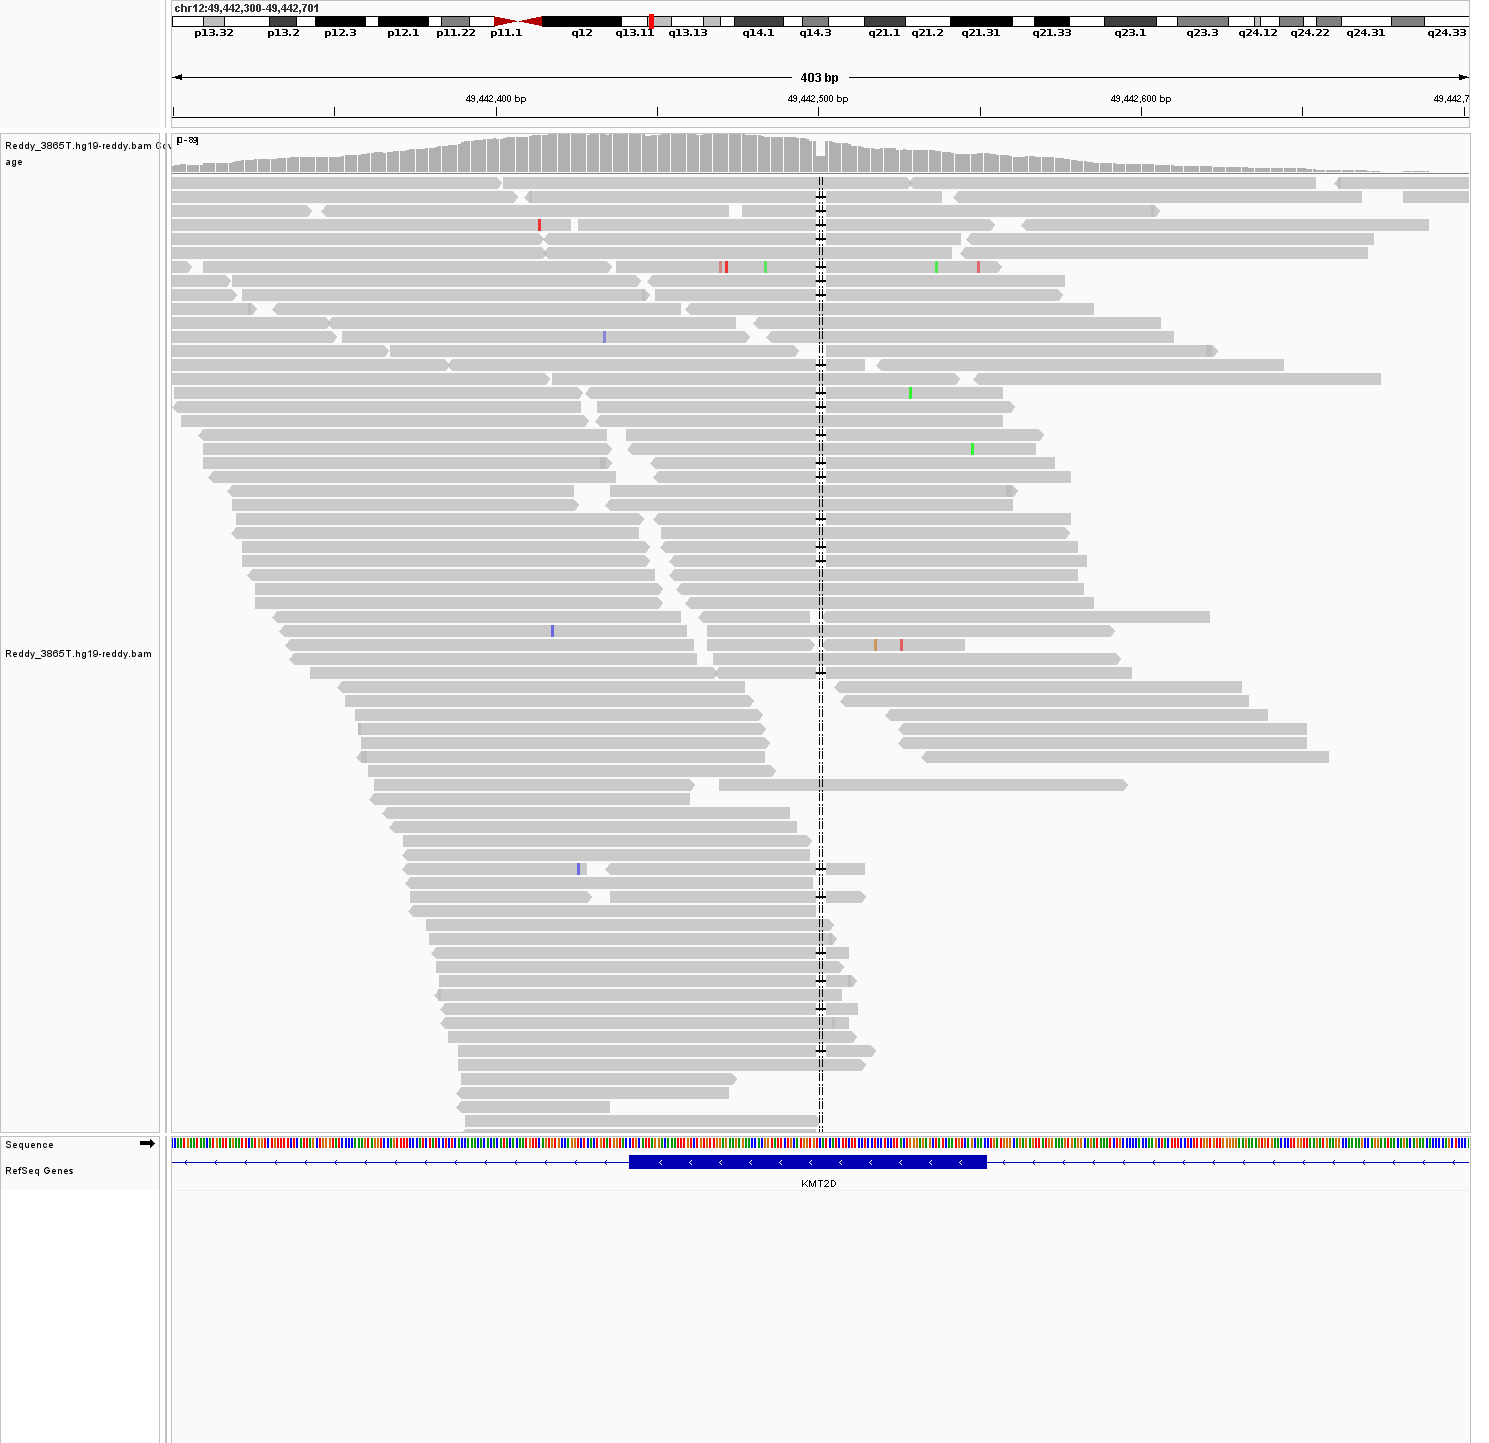 chr12:49,442,300-49,442,701
p13.32 p13.2 p12.3 p12.1 p11.22 p11.1 q12 q13.11 q13.13 q14.1 q14.3 q21.1 q21.2 q21.31 q21.33 q23.1 q23.3 q24.12 q24.22 q24.31 q24.33
403 bp
49,442,400 bp 49,442,500 bp 49,442,600 bp 49,442,7
[0 - 89]
Reddy_3865T.hg19-reddy.bam Cov
age
Reddy_3865T.hg19-reddy.bam
Sequence
RefSeq Genes
KMT2D